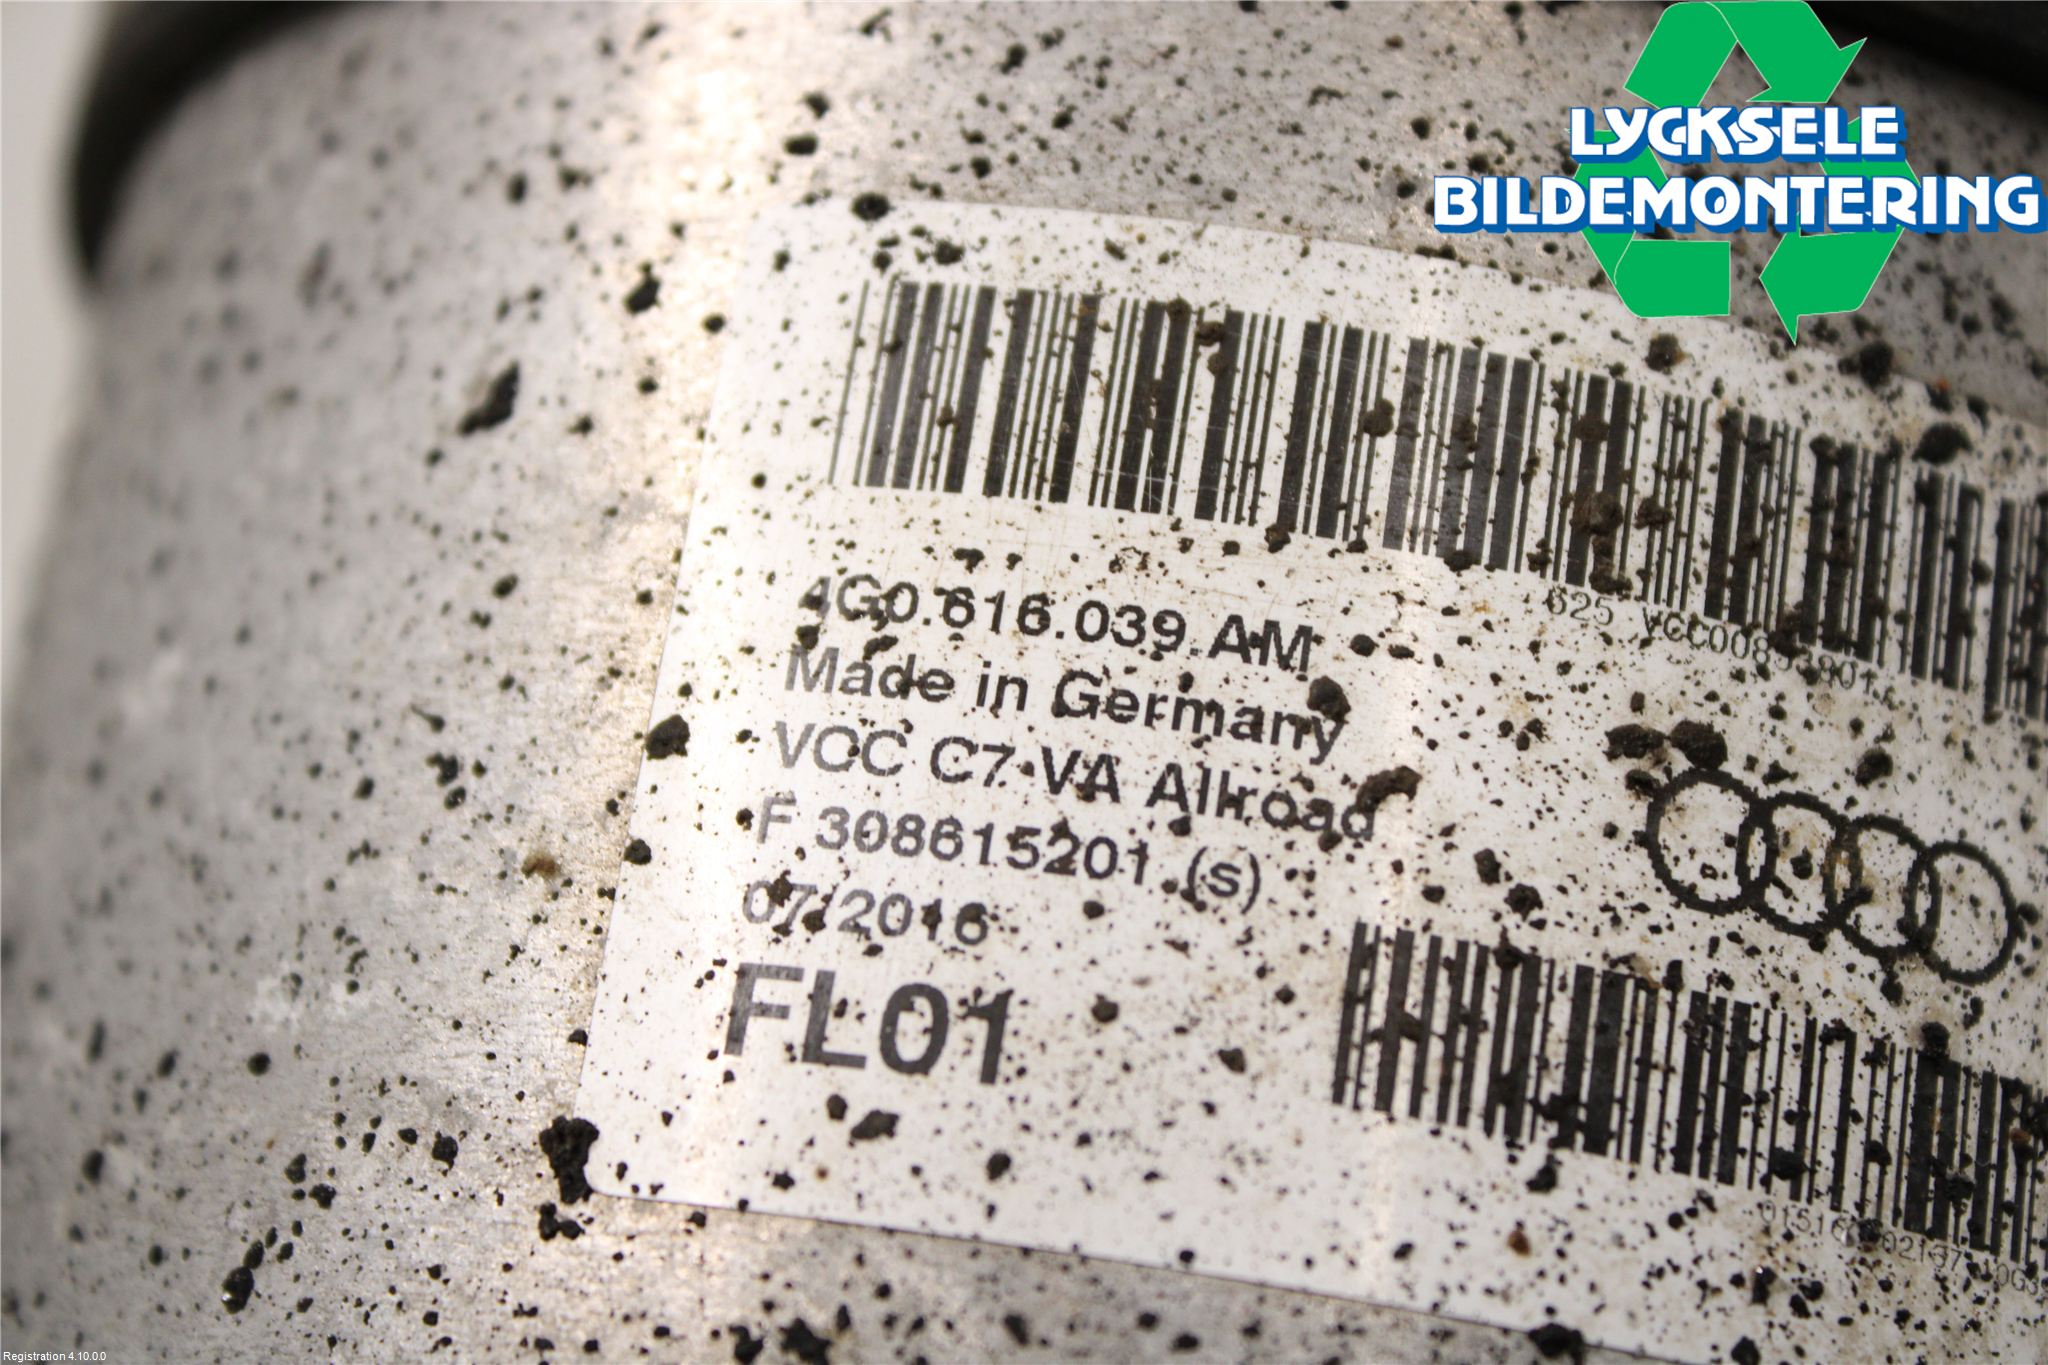 LYCKSELE
BILDEMONTERING
625
4G0.616.039.AM
Made in Germany
VCC C7 VA Allroad
F 308615201 (s)
07/2016
FL01
Registration 4.10.0.0